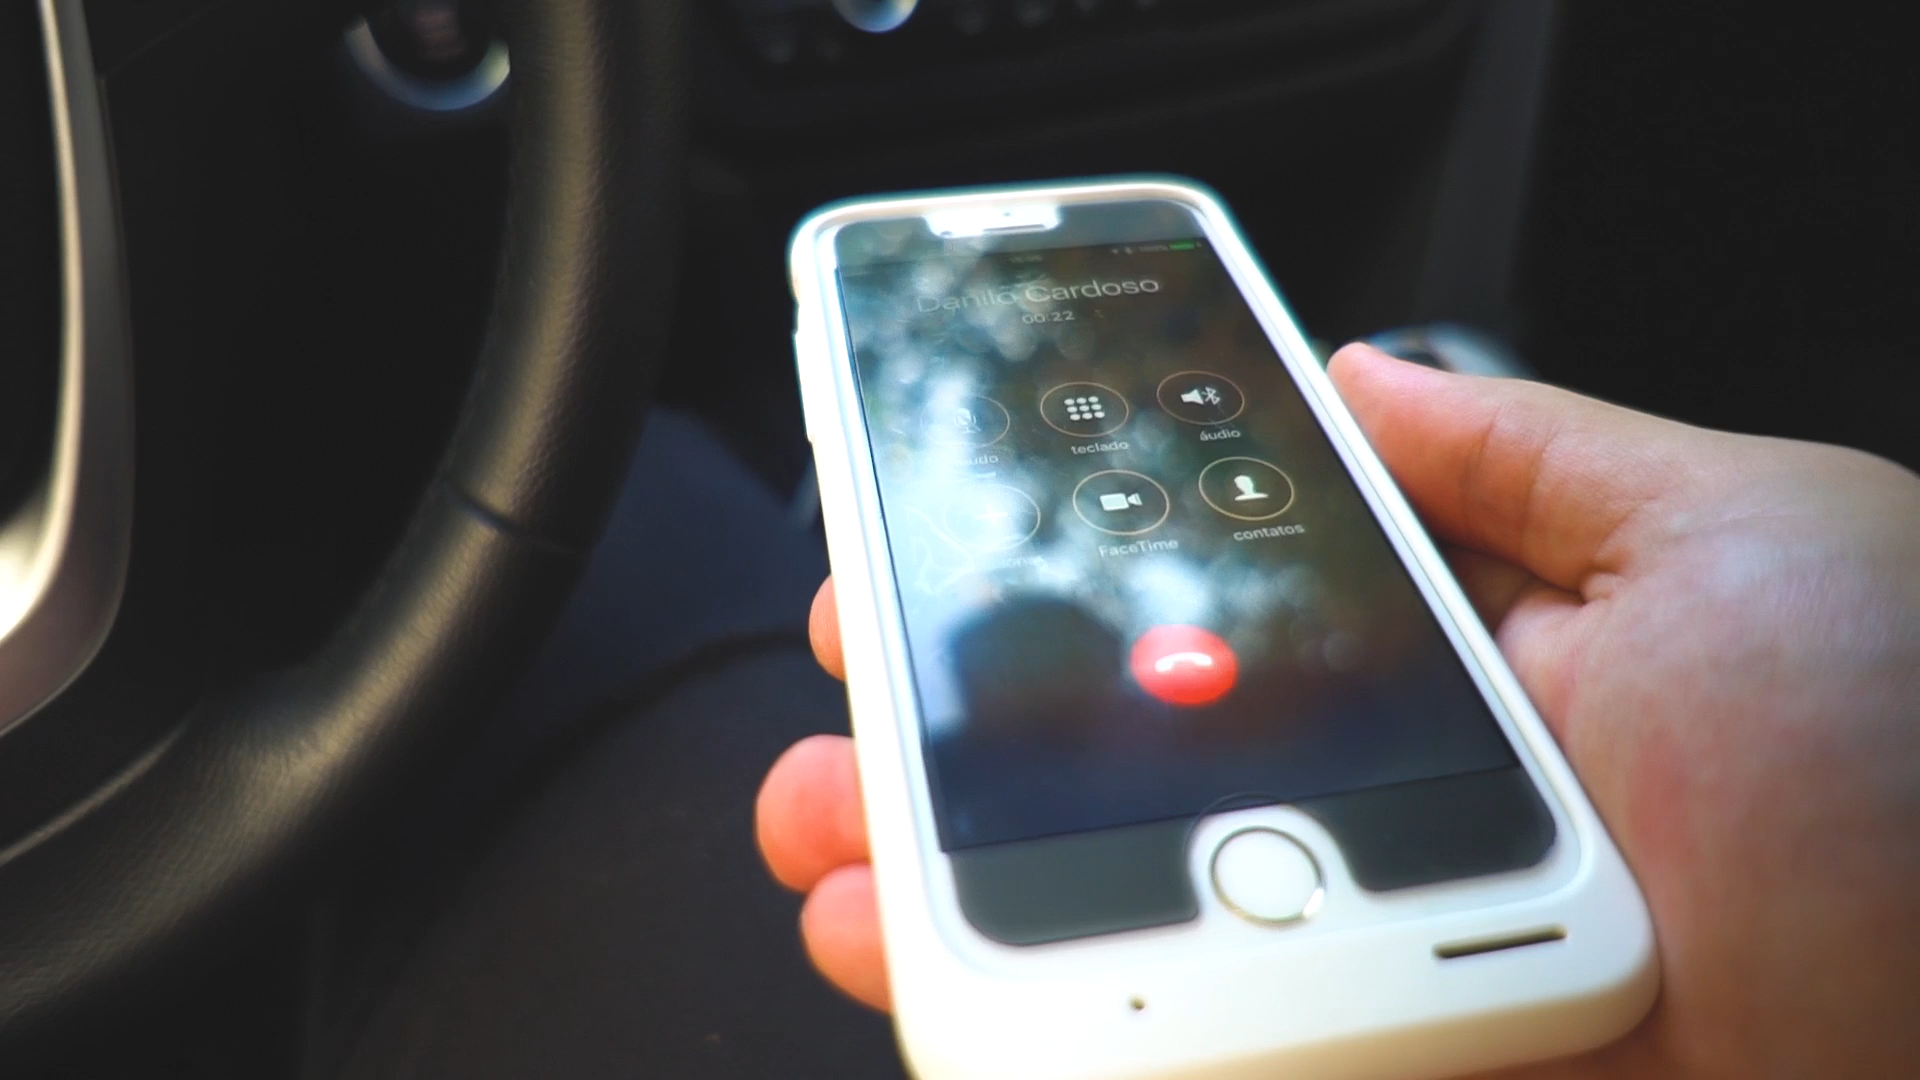 Danilo Cardoso
00:22
teclado
áudio
FaceTime
contatos